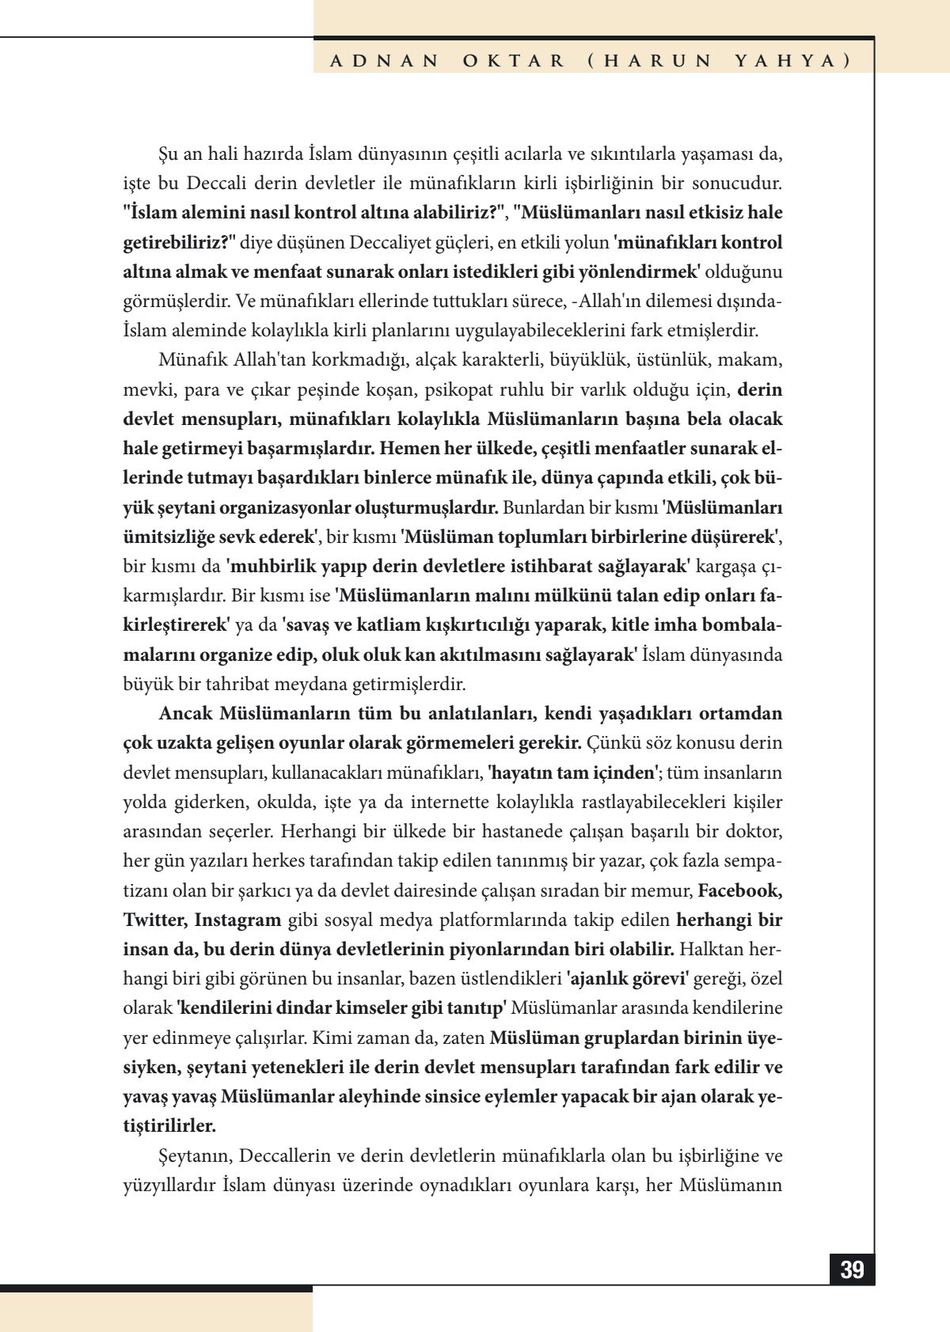 ADNAN OKTAR (HARUN YAHYA)
Şu an hali hazırda İslam dünyasının çeşitli acılarla ve sıkıntılarla yaşaması da,
işte bu Deccali derin devletler ile münafıkların kirli işbirliğinin bir sonucudur.
"İslam alemini nasıl kontrol altına alabiliriz?", "Müslümanları nasıl etkisiz hale
getirebiliriz?" diye düşünen Deccaliyet güçleri, en etkili yolun 'münafıkları kontrol
altına almak ve menfaat sunarak onları istedikleri gibi yönlendirmek' olduğunu
görmüşlerdir. Ve münafıkları ellerinde tuttukları sürece, -Allah'ın dilemesi dışında-
İslam aleminde kolaylıkla kirli planlarını uygulayabileceklerini fark etmişlerdir.
Münafık Allah'tan korkmadığı, alçak karakterli, büyüklük, üstünlük, makam,
mevki, para ve çıkar peşinde koşan, psikopat ruhlu bir varlık olduğu için, derin
devlet mensupları, münafıkları kolaylıkla Müslümanların başına bela olacak
hale getirmeyi başarmışlardır. Hemen her ülkede, çeşitli menfaatler sunarak el-
lerinde tutmayı başardıkları binlerce münafık ile, dünya çapında etkili, çok bü-
yük şeytani organizasyonlar oluşturmuşlardır. Bunlardan bir kısmı 'Müslümanları
ümitsizliğe sevk ederek', bir kısmı 'Müslüman toplumları birbirlerine düşürerek',
bir kısmı da 'muhbirlik yapıp derin devletlere istihbarat sağlayarak' kargaşa çı-
karmışlardır. Bir kısmı ise 'Müslümanların malını mülkünü talan edip onları fa-
kirleştirerek' ya da 'savaş ve katliam kışkırtıcılığı yaparak, kitle imha bombala-
malarını organize edip, oluk oluk kan akıtılmasını sağlayarak' İslam dünyasında
büyük bir tahribat meydana getirmişlerdir.
Ancak Müslümanların tüm bu anlatılanları, kendi yaşadıkları ortamdan
çok uzakta gelişen oyunlar olarak görmemeleri gerekir. Çünkü söz konusu derin
devlet mensupları, kullanacakları münafıkları, 'hayatın tam içinden'; tüm insanların
yolda giderken, okulda, işte ya da internette kolaylıkla rastlayabilecekleri kişiler
arasından seçerler. Herhangi bir ülkede bir hastanede çalışan başarılı bir doktor,
her gün yazıları herkes tarafından takip edilen tanınmış bir yazar, çok fazla sempa-
tizanı olan bir şarkıcı ya da devlet dairesinde çalışan sıradan bir memur, Facebook,
Twitter, Instagram gibi sosyal medya platformlarında takip edilen herhangi bir
insan da, bu derin dünya devletlerinin piyonlarından biri olabilir. Halktan her-
hangi biri gibi görünen bu insanlar, bazen üstlendikleri 'ajanlık görevi' gereği, özel
olarak 'kendilerini dindar kimseler gibi tanıtıp' Müslümanlar arasında kendilerine
yer edinmeye çalışırlar. Kimi zaman da, zaten Müslüman gruplardan birinin üye-
siyken, şeytani yetenekleri ile derin devlet mensupları tarafından fark edilir ve
yavaş yavaş Müslümanlar aleyhinde sinsice eylemler yapacak bir ajan olarak ye-
tiştirilirler.
Şeytanın, Deccallerin ve derin devletlerin münafıklarla olan bu işbirliğine ve
yüzyıllardır İslam dünyası üzerinde oynadıkları oyunlara karşı, her Müslümanın
39